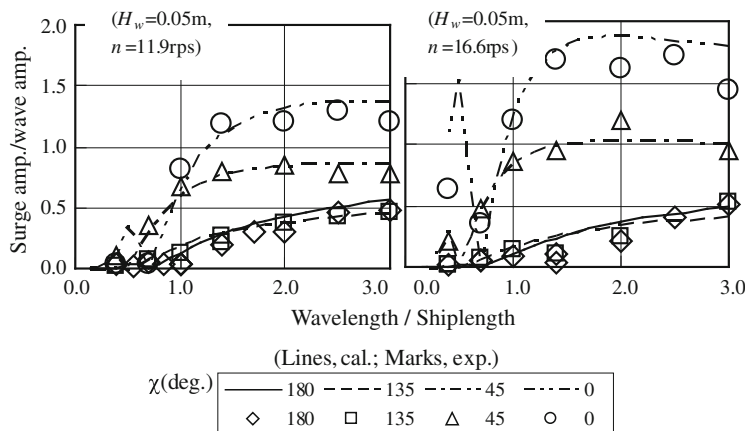 (H_w=0.05m,
n=11.9rps)
(H_w=0.05m,
n=16.6rps)
Surge amp./wave amp.
2.0
1.5
1.0
0.5
0.0
0.0 1.0 2.0 3.0
0.0 1.0 2.0 3.0
Wavelength / Shiplength
(Lines, cal.; Marks, exp.)
χ(deg.)
180 135 45 0
180 135 45 0